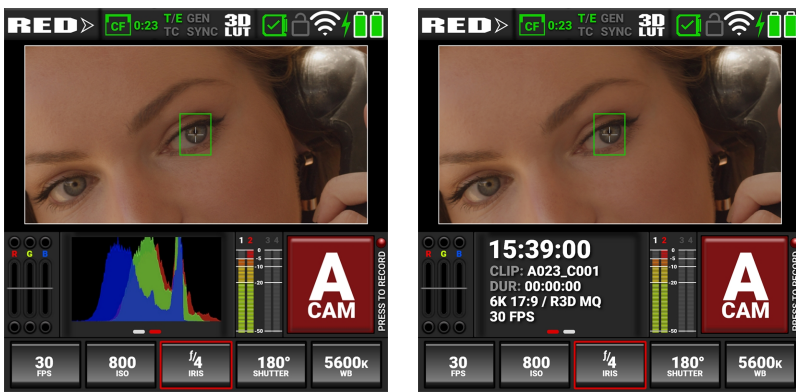 RED CF 0:23 T/E GEN 3D
TC SYNC LUT
1 2 3 4
R G B
0
-5
-10
-20
-50
A
CAM
PRESS TO RECORD
30 800 f/4 180° 5600K
FPS ISO IRIS SHUTTER WB
RED CF 0:23 T/E GEN 3D
TC SYNC LUT
1 2 3 4
R G B
15:39:00
CLIP: A023_C001
DUR: 00:00:00
6K 17:9 / R3D MQ
30 FPS
0
-5
-10
-20
-50
A
CAM
PRESS TO RECORD
30 800 f/4 180° 5600K
FPS ISO IRIS SHUTTER WB